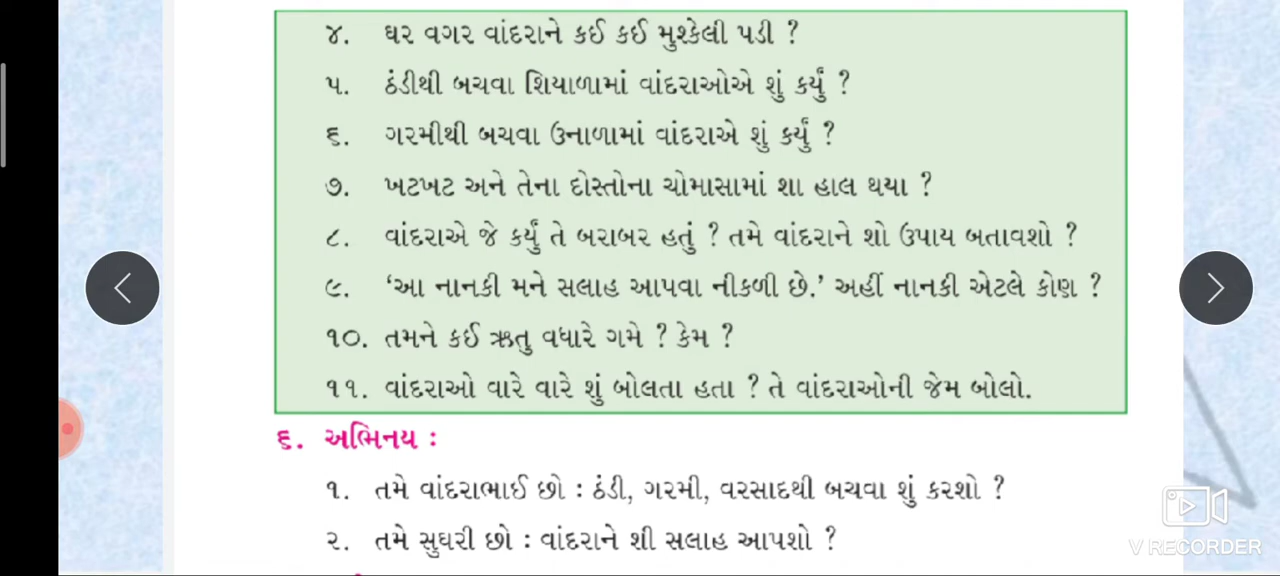 ૪. ઘર વગર વાંદરાને કઈ કઈ મુશ્કેલી પડી ?
૫. ઠંડીથી બચવા શિયાળામાં વાંદરાઓએ શું કર્યું ?
૬. ગરમીથી બચવા ઉનાળામાં વાંદરાએ શું કર્યું ?
૭. ખટખટ અને તેના દોસ્તોના ચોમાસામાં શા હાલ થયા ?
૮. વાંદરાએ જે કર્યું તે બરાબર હતું ? તમે વાંદરાને શો ઉપાય બતાવશો ?
૯. ‘આ નાનકી મને સલાહ આપવા નીકળી છે.’ અહીં નાનકી એટલે કોણ ?
૧૦. તમને કઈ ઋતુ વધારે ગમે ? કેમ ?
૧૧. વાંદરાઓ વારે વારે શું બોલતા હતા ? તે વાંદરાઓની જેમ બોલો.
૬. અભિનય :
૧. તમે વાંદરાભાઈ છો : ઠંડી, ગરમી, વરસાદથી બચવા શું કરશો ?
૨. તમે સુઘરી છો : વાંદરાને શી સલાહ આપશો ?
V RECORDER